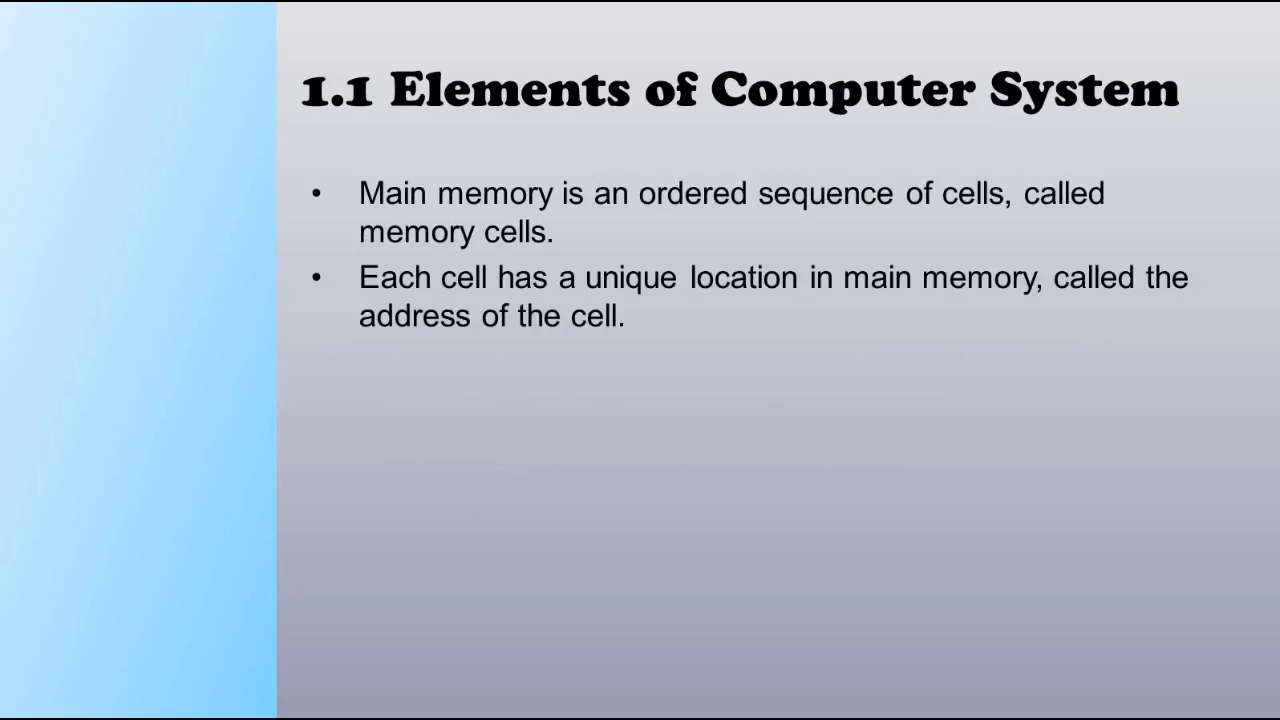 1.1 Elements of Computer System
• Main memory is an ordered sequence of cells, called
memory cells.
• Each cell has a unique location in main memory, called the
address of the cell.